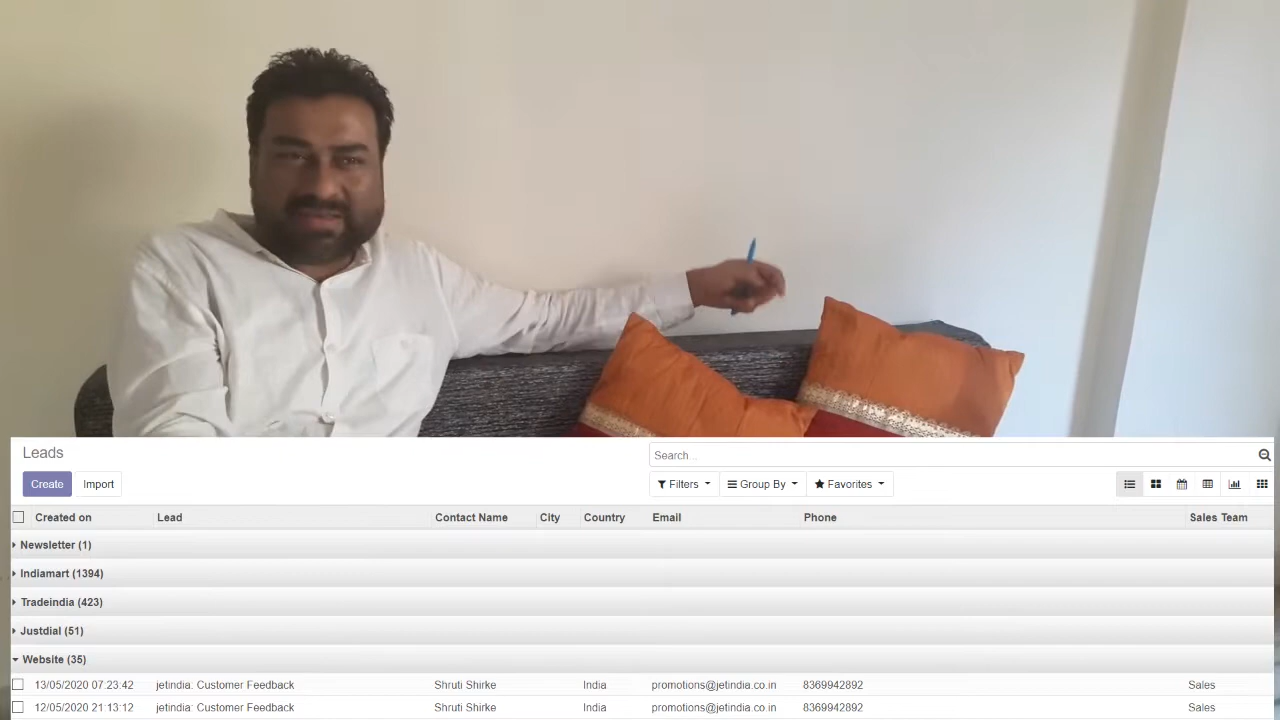 Leads
Search...
Create Import Filters Group By Favorites
Created on Lead Contact Name City Country Email Phone Sales Team
Newsletter (1)
Indiamart (1394)
Tradeindia (423)
Justdial (51)
Website (35)
13/05/2020 07:23:42 jetindia: Customer Feedback Shruti Shirke India promotions@jetindia.co.in 8369942892 Sales
12/05/2020 21:13:12 jetindia: Customer Feedback Shruti Shirke India promotions@jetindia.co.in 8369942892 Sales